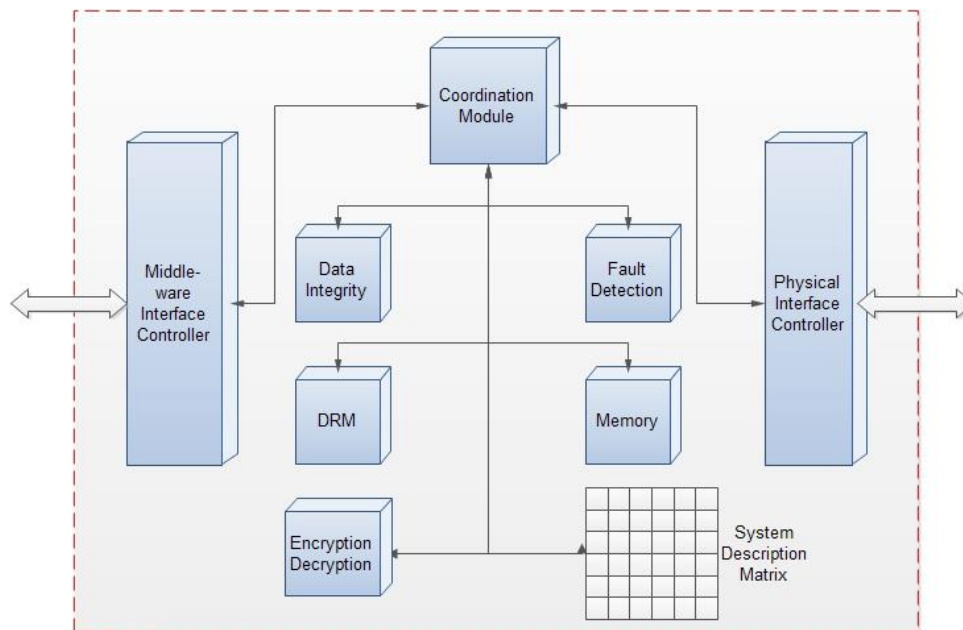 Coordination
Module
Middle-
ware
Interface
Controller
Data
Integrity
Fault
Detection
Physical
Interface
Controller
DRM
Memory
Encryption
Decryption
System
Description
Matrix